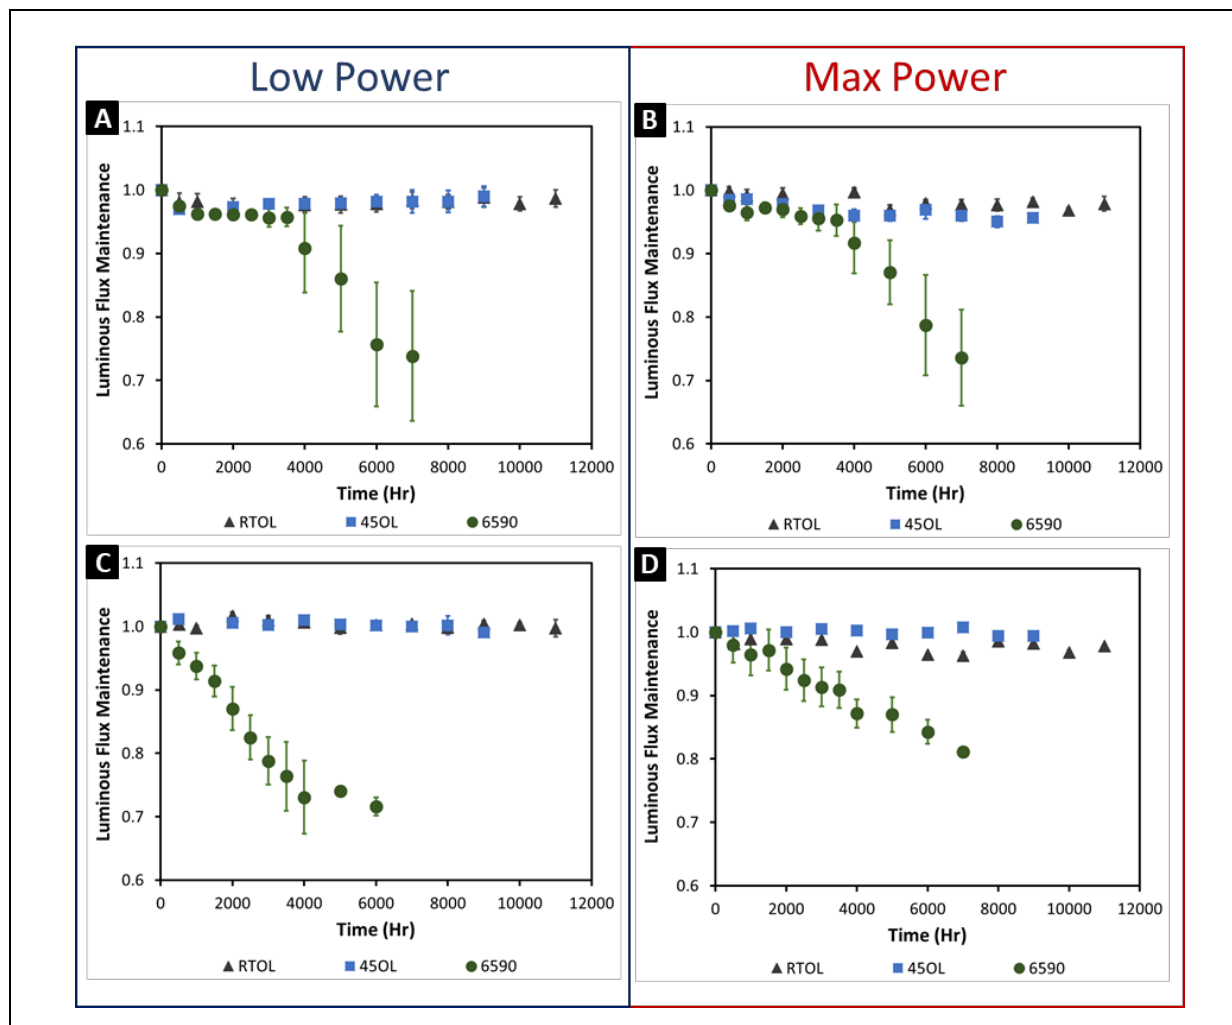 Low Power
Max Power
A
1.1
1.0
0.9
0.8
0.7
0.6
Luminous Flux Maintenance
0 2000 4000 6000 8000 10000 12000
Time (Hr)
RTOL 45OL 6590
B
1.1
1.0
0.9
0.8
0.7
0.6
Luminous Flux Maintenance
0 2000 4000 6000 8000 10000 12000
Time (Hr)
RTOL 45OL 6590
C
1.1
1.0
0.9
0.8
0.7
0.6
Luminous Flux Maintenance
0 2000 4000 6000 8000 10000 12000
Time (Hr)
RTOL 45OL 6590
D
1.1
1.0
0.9
0.8
0.7
0.6
Luminous Flux Maintenance
0 2000 4000 6000 8000 10000 12000
Time (Hr)
RTOL 45OL 6590